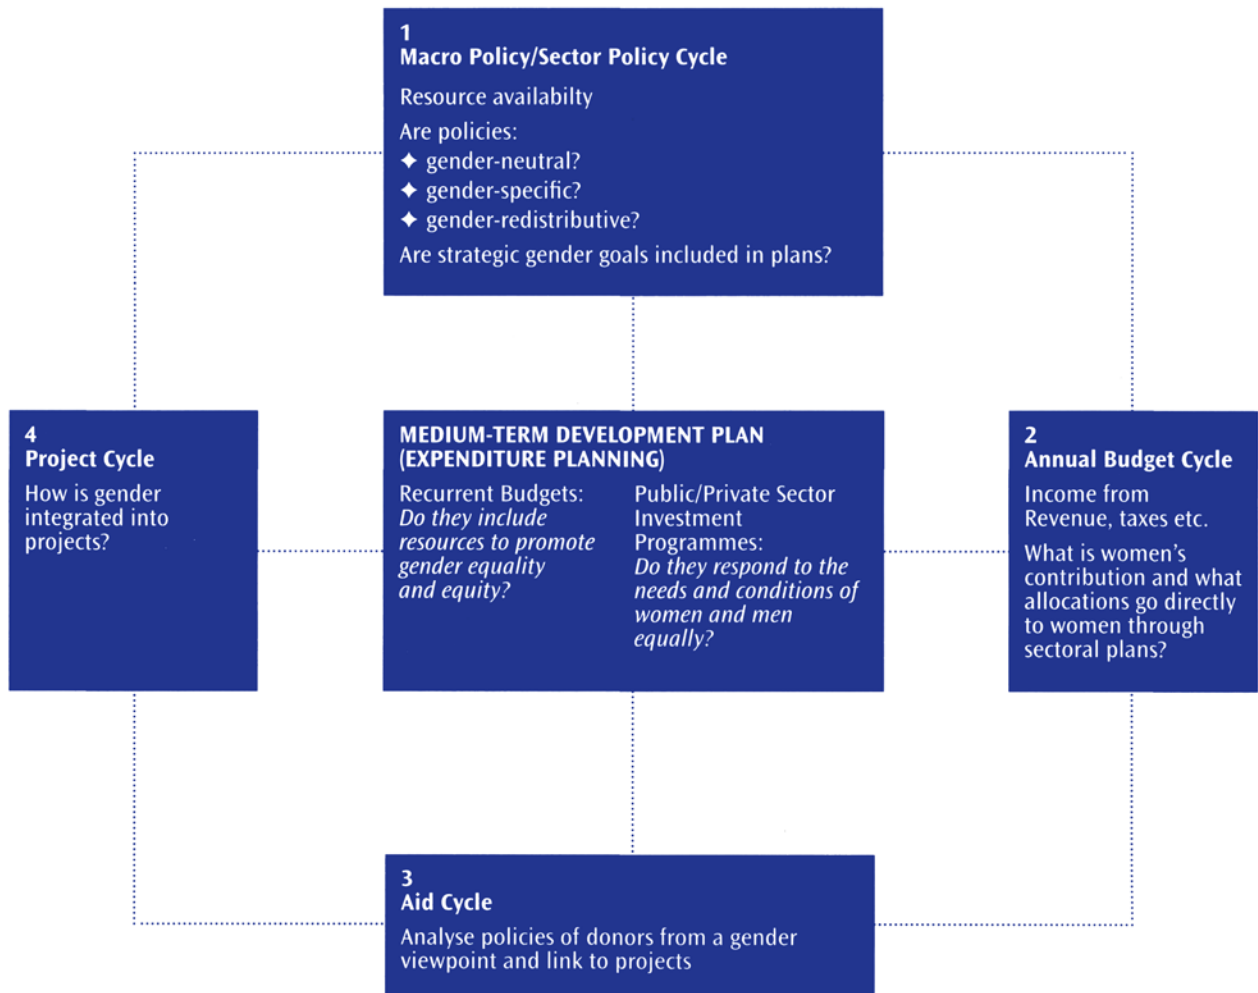 1
Macro Policy/Sector Policy Cycle
Resource availabilty
Are policies:
✦ gender-neutral?
✦ gender-specific?
✦ gender-redistributive?
Are strategic gender goals included in plans?
4
Project Cycle
How is gender
integrated into
projects?
MEDIUM-TERM DEVELOPMENT PLAN
(EXPENDITURE PLANNING)
Recurrent Budgets:
Do they include
resources to promote
gender equality
and equity?
Public/Private Sector
Investment
Programmes:
Do they respond to the
needs and conditions of
women and men
equally?
2
Annual Budget Cycle
Income from
Revenue, taxes etc.
What is women’s
contribution and what
allocations go directly
to women through
sectoral plans?
3
Aid Cycle
Analyse policies of donors from a gender
viewpoint and link to projects